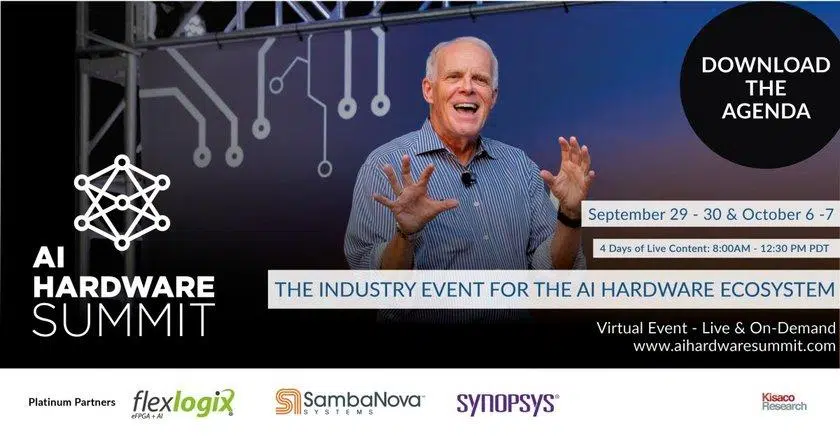 DOWNLOAD
THE
AGENDA
September 29 - 30 & October 6 -7
4 Days of Live Content: 8:00AM - 12:30 PM PDT
AI
HARDWARE
SUMMIT
THE INDUSTRY EVENT FOR THE AI HARDWARE ECOSYSTEM
Virtual Event - Live & On-Demand
www.aihardwaresummit.com
Platinum Partners
flexlogix
eFPGA + AI
SambaNova™
SYSTEMS
SYNOPSYS®
Kisaco
Research